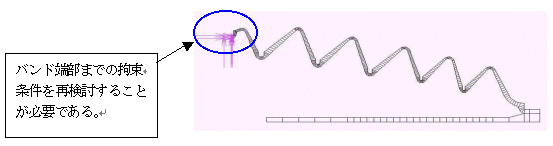 バンド端部までの拘束
条件を再検討すること
が必要である。